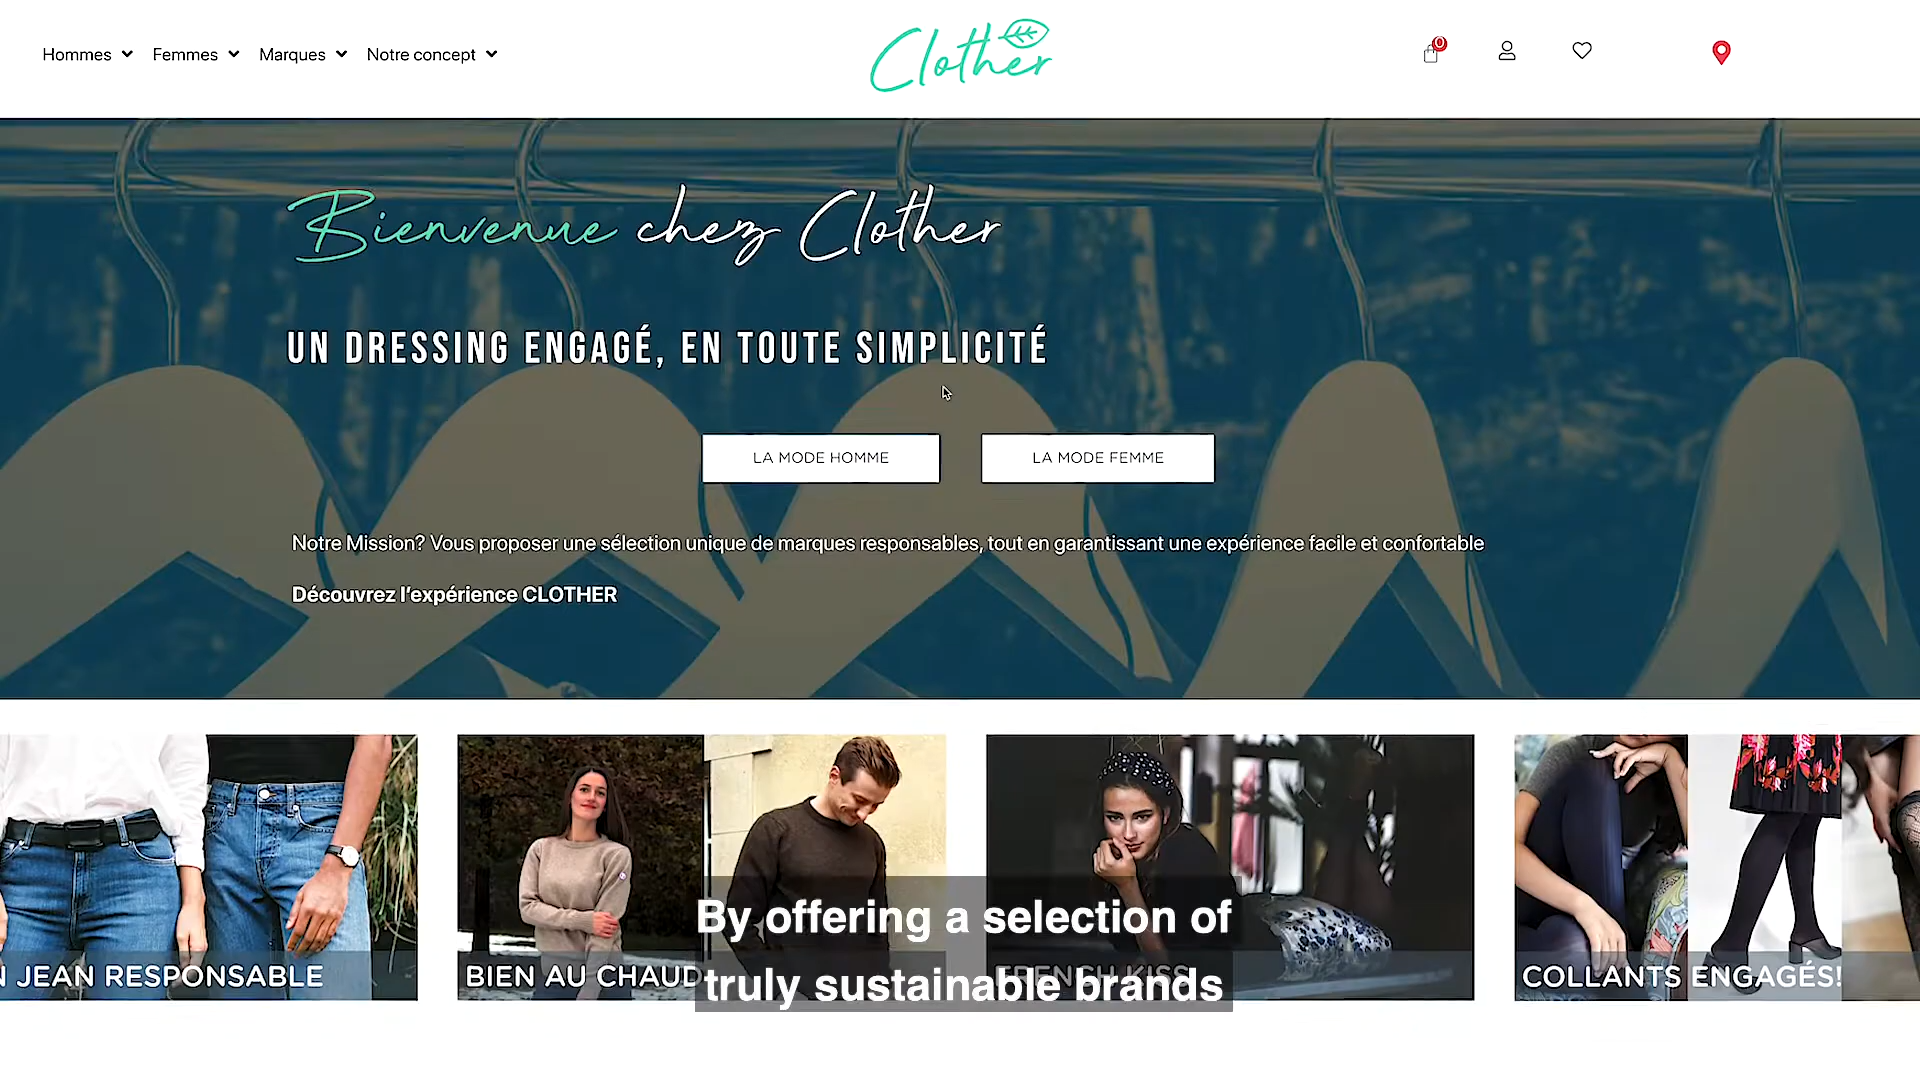 Hommes Femmes Marques Notre concept
Clother
0
Bienvenue chez Clother
UN DRESSING ENGAGÉ, EN TOUTE SIMPLICITÉ
LA MODE HOMME LA MODE FEMME
Notre Mission? Vous proposer une sélection unique de marques responsables, tout en garantissant une expérience facile et confortable
Découvrez l'expérience CLOTHER
N JEAN RESPONSABLE BIEN AU CHAUD FRENCH KISS COLLANTS ENGAGÉS!
By offering a selection of
truly sustainable brands